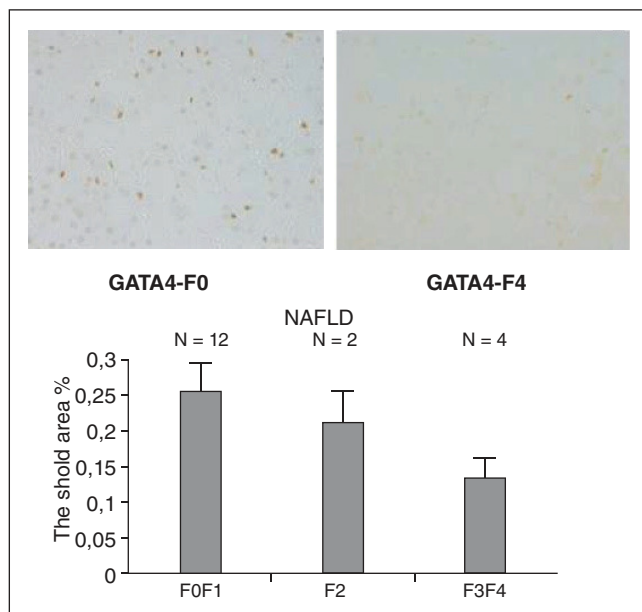 GATA4-F0 GATA4-F4
NAFLD
N = 12 N = 2 N = 4
The shold area %
0,3
0,25
0,2
0,15
0,1
0,05
0
F0F1 F2 F3F4